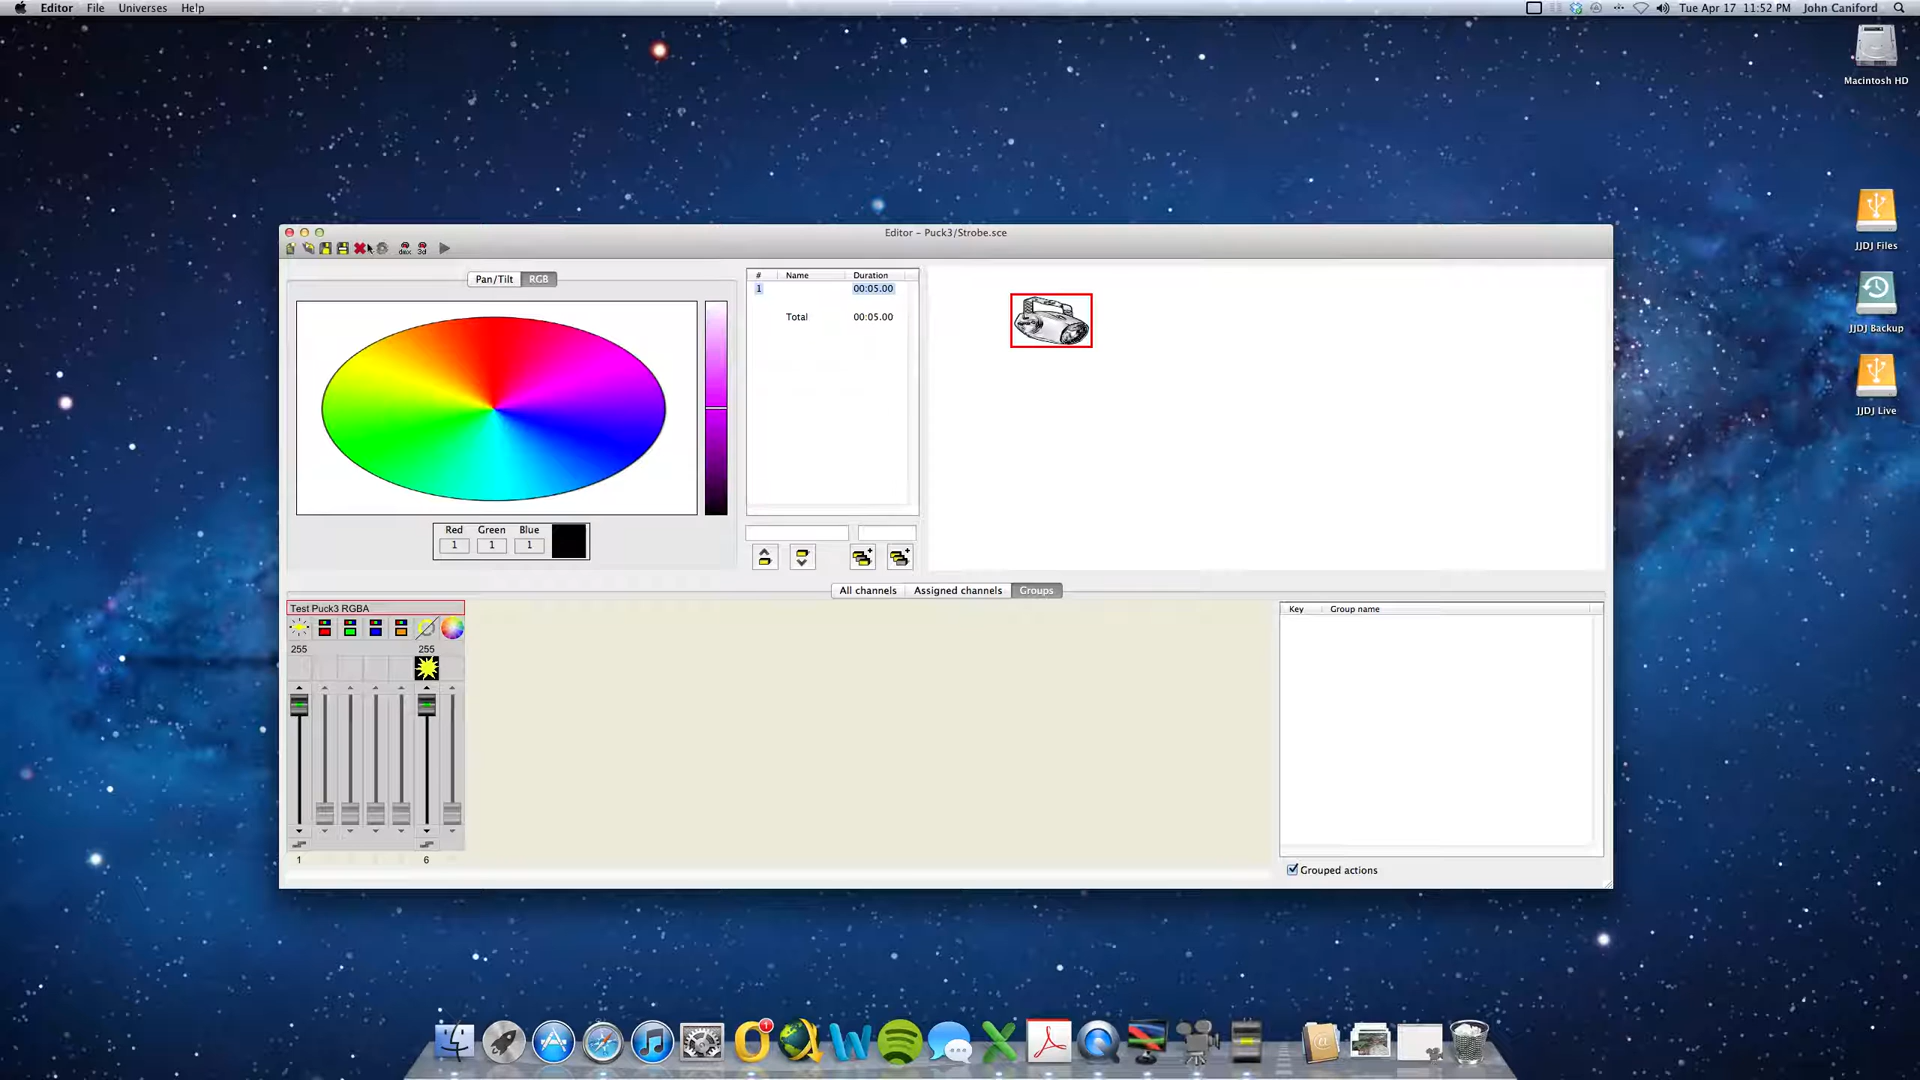 Editor File Universes Help Tue Apr 17 11:52 PM John Caniford
Macintosh HD
JJDJ Files
JJDJ Backup
JJDJ Live
Editor - Puck3/Strobe.sce
dmx 3d
Pan/Tilt RGB
# Name Duration
1 00:05.00
Total 00:05.00
Red Green Blue
1 1 1
All channels Assigned channels Groups
Test Puck3 RGBA
255 255
1 6
Key Group name
Grouped actions
1